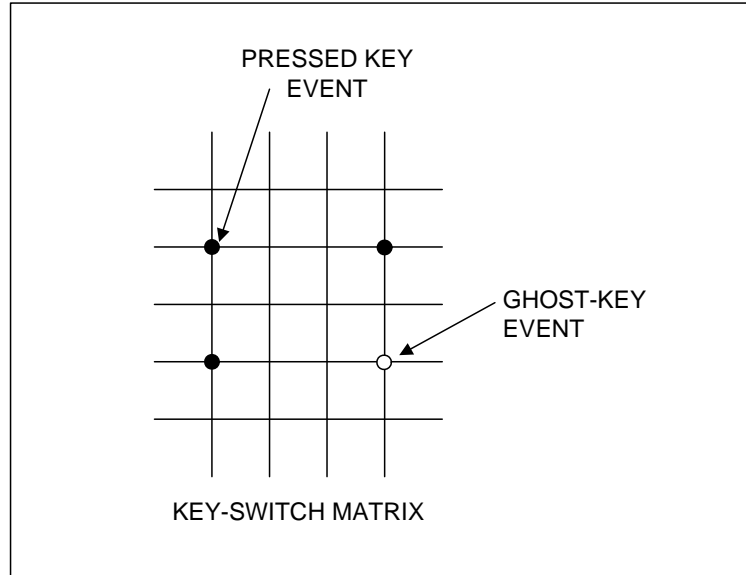 PRESSED KEY
EVENT
GHOST-KEY
EVENT
KEY-SWITCH MATRIX